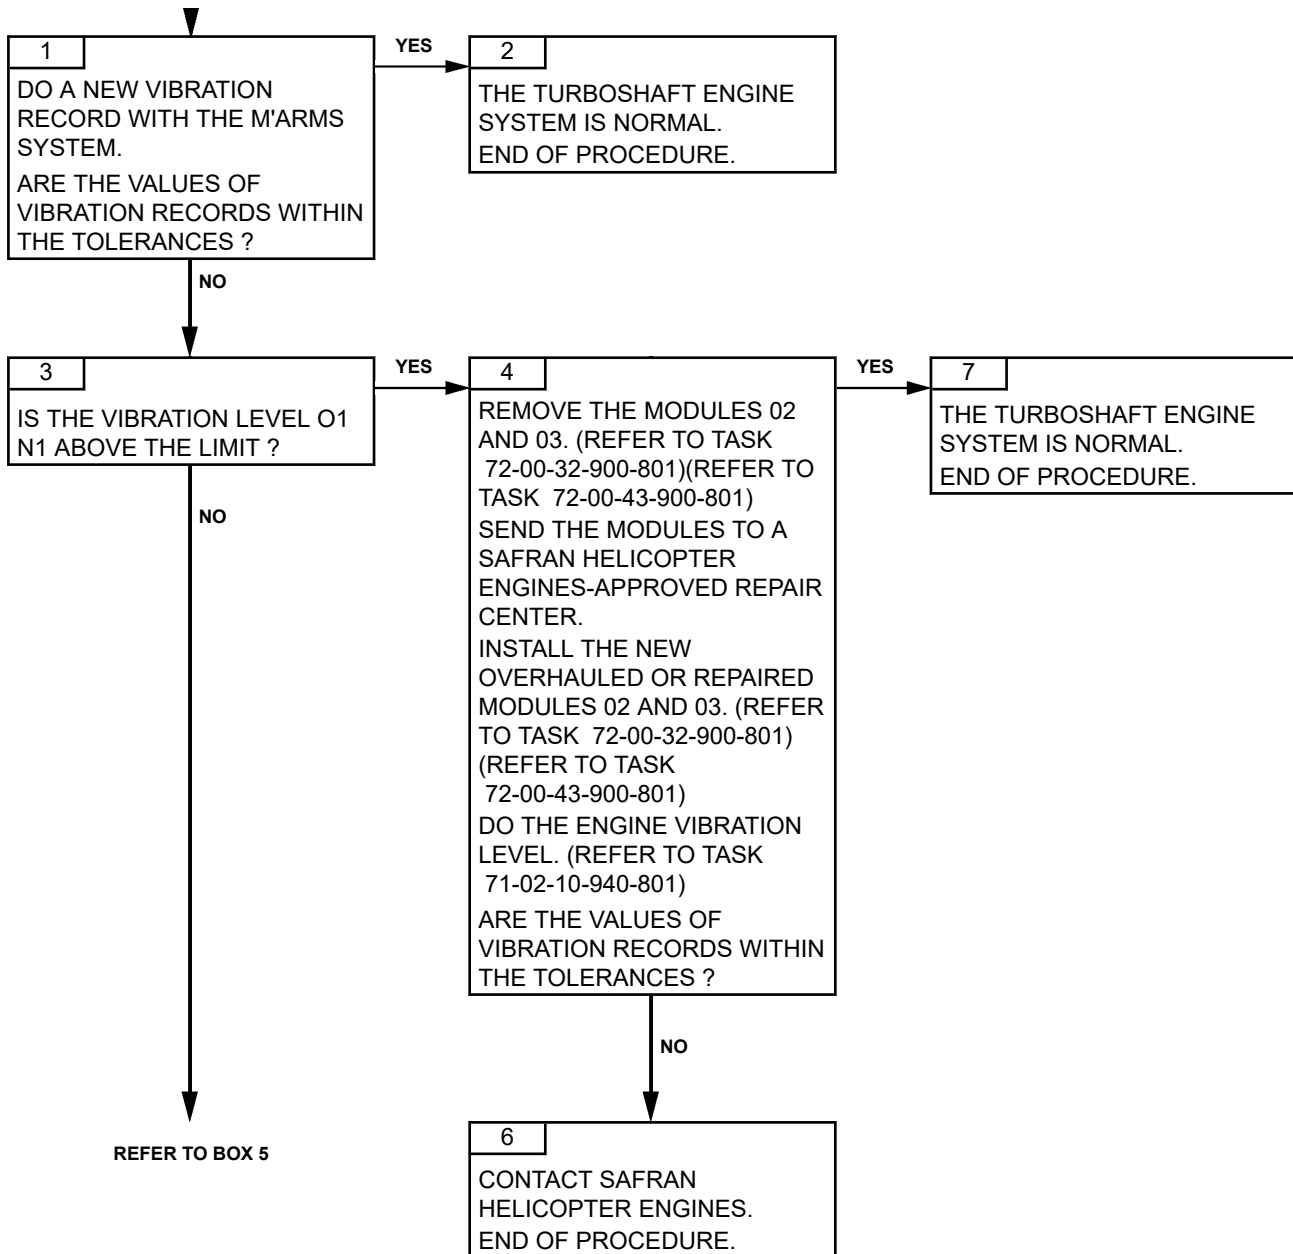 1
DO A NEW VIBRATION
RECORD WITH THE M'ARMS
SYSTEM.
ARE THE VALUES OF
VIBRATION RECORDS WITHIN
THE TOLERANCES ?
YES
2
THE TURBOSHAFT ENGINE
SYSTEM IS NORMAL.
END OF PROCEDURE.
NO
3
IS THE VIBRATION LEVEL O1
N1 ABOVE THE LIMIT ?
YES
4
REMOVE THE MODULES 02
AND 03. (REFER TO TASK
72-00-32-900-801)(REFER TO
TASK 72-00-43-900-801)
SEND THE MODULES TO A
SAFRAN HELICOPTER
ENGINES-APPROVED REPAIR
CENTER.
INSTALL THE NEW
OVERHAULED OR REPAIRED
MODULES 02 AND 03. (REFER
TO TASK 72-00-32-900-801)
(REFER TO TASK
72-00-43-900-801)
DO THE ENGINE VIBRATION
LEVEL. (REFER TO TASK
71-02-10-940-801)
ARE THE VALUES OF
VIBRATION RECORDS WITHIN
THE TOLERANCES ?
YES
7
THE TURBOSHAFT ENGINE
SYSTEM IS NORMAL.
END OF PROCEDURE.
NO
REFER TO BOX 5
NO
6
CONTACT SAFRAN
HELICOPTER ENGINES.
END OF PROCEDURE.